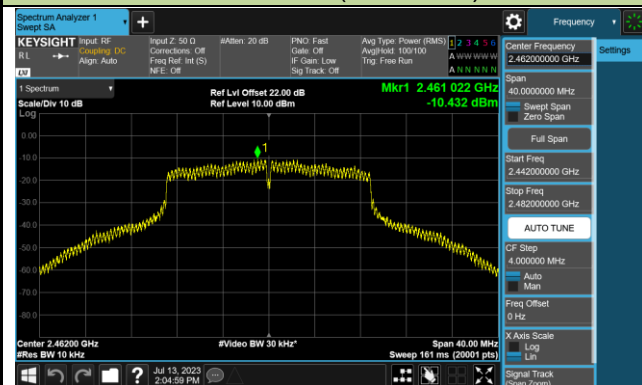 Spectrum Analyzer 1
Swept SA
Frequency
KEYSIGHT
RL
LXI
Input: RF
Coupling: DC
Align: Auto
Input Z: 50 Ω
Corrections: Off
Freq Ref: Int (S)
NFE: Off
#Atten: 20 dB
PNO: Fast
Gate: Off
IF Gain: Low
Sig Track: Off
Avg Type: Power (RMS)
Avg|Hold: 100/100
Trig: Free Run
1 2 3 4 5 6
A W W W W W
A N N N N N
Center Frequency
2.462000000 GHz
Settings
Span
40.0000000 MHz
Swept Span
Zero Span
Full Span
Start Freq
2.442000000 GHz
Stop Freq
2.482000000 GHz
AUTO TUNE
CF Step
4.000000 MHz
Auto
Man
Freq Offset
0 Hz
X Axis Scale
Log
Lin
Signal Track
(Span Zoom)
1 Spectrum
Scale/Div 10 dB
Log
Ref Lvl Offset 22.00 dB
Ref Level 10.00 dBm
Mkr1 2.461 022 GHz
-10.432 dBm
1
0.00
-10.0
-20.0
-30.0
-40.0
-50.0
-60.0
-70.0
-80.0
Center 2.46200 GHz
#Res BW 10 kHz
#Video BW 30 kHz*
Span 40.00 MHz
Sweep 161 ms (20001 pts)
Jul 13, 2023
2:04:59 PM